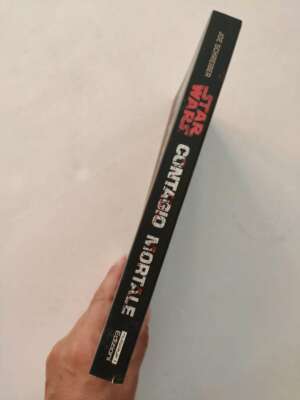 JOE SCHREIBER
STAR
WARS
CONTAGIO MORTALE